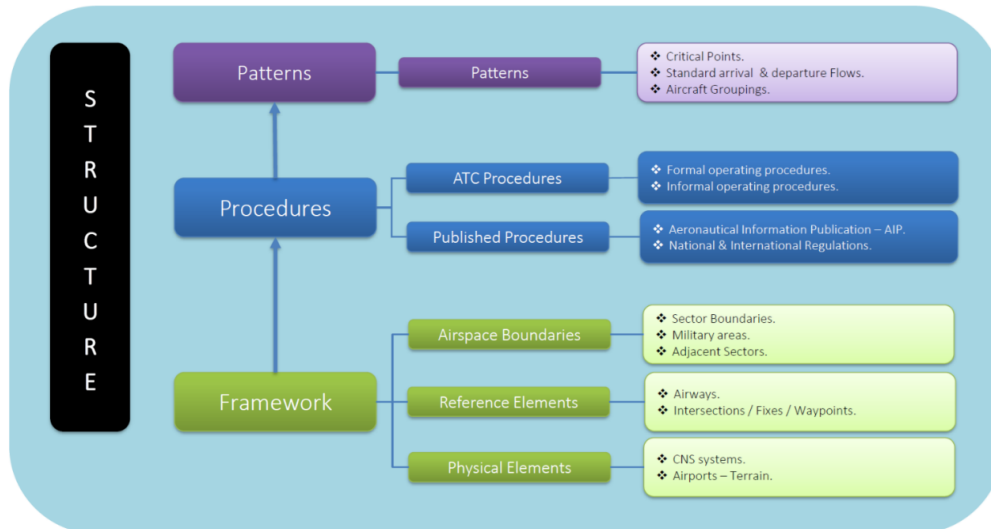 STRUCTURE
Patterns
Patterns
❖ Critical Points.
❖ Standard arrival & departure Flows.
❖ Aircraft Groupings.
Procedures
ATC Procedures
❖ Formal operating procedures.
❖ Informal operating procedures.
Published Procedures
❖ Aeronautical Information Publication – AIP.
❖ National & International Regulations.
Framework
Airspace Boundaries
❖ Sector Boundaries.
❖ Military areas.
❖ Adjacent Sectors.
Reference Elements
❖ Airways.
❖ Intersections / Fixes / Waypoints.
Physical Elements
❖ CNS systems.
❖ Airports – Terrain.